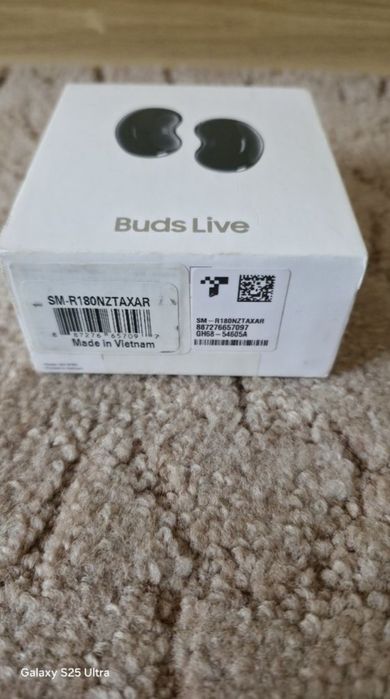 Buds Live
SM-R180NZTAXAR
8 87276 65709 7
Made in Vietnam
SM-R180NZTAXAR
887276657097
GH68-54605A
Galaxy S25 Ultra